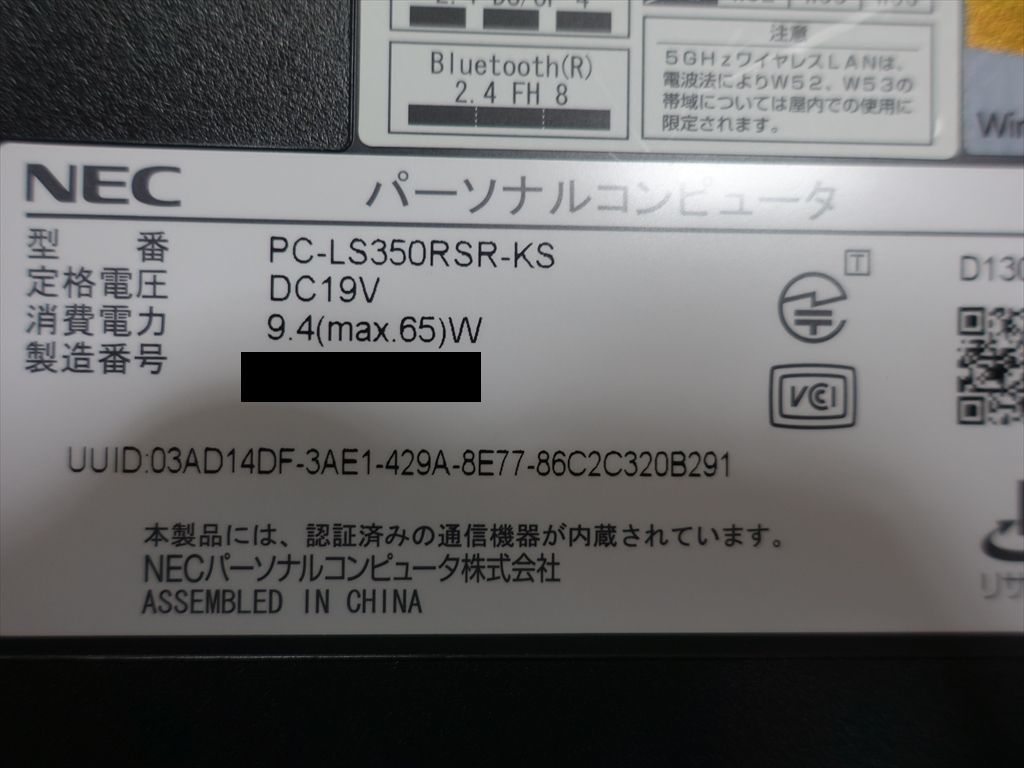 Bluetooth(R)
2.4 FH 8
注意
5GHzワイヤレスLANは、
電波法によりW52、W53の
帯域については屋内での使用に
限定されます。
NEC パーソナルコンピュータ
型 番 PC-LS350RSR-KS
定格電圧 DC19V
消費電力 9.4(max.65)W
製造番号
T
VCI
UUID:03AD14DF-3AE1-429A-8E77-86C2C320B291
本製品には、認証済みの通信機器が内蔵されています。
NECパーソナルコンピュータ株式会社
ASSEMBLED IN CHINA